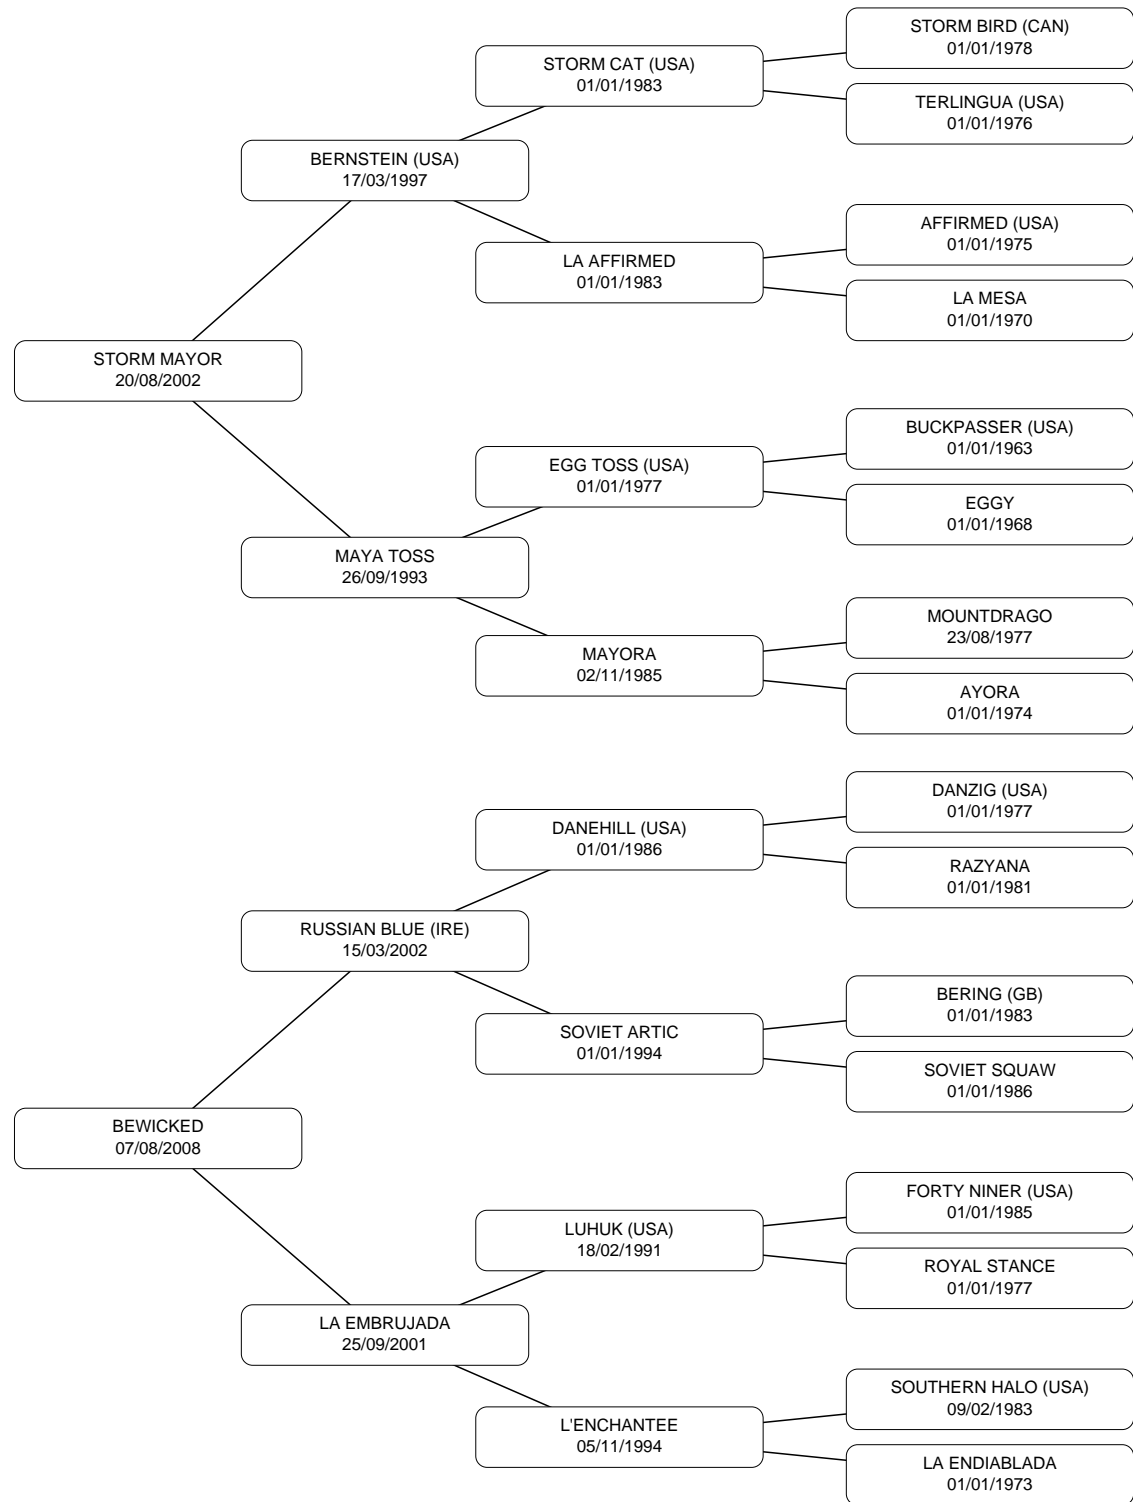 STORM BIRD (CAN)
01/01/1978
STORM CAT (USA)
01/01/1983
TERLINGUA (USA)
01/01/1976
BERNSTEIN (USA)
17/03/1997
AFFIRMED (USA)
01/01/1975
LA AFFIRMED
01/01/1983
LA MESA
01/01/1970
STORM MAYOR
20/08/2002
BUCKPASSER (USA)
01/01/1963
EGG TOSS (USA)
01/01/1977
EGGY
01/01/1968
MAYA TOSS
26/09/1993
MOUNTDRAGO
23/08/1977
MAYORA
02/11/1985
AYORA
01/01/1974
DANZIG (USA)
01/01/1977
DANEHILL (USA)
01/01/1986
RAZYANA
01/01/1981
RUSSIAN BLUE (IRE)
15/03/2002
BERING (GB)
01/01/1983
SOVIET ARTIC
01/01/1994
SOVIET SQUAW
01/01/1986
BEWICKED
07/08/2008
FORTY NINER (USA)
01/01/1985
LUHUK (USA)
18/02/1991
ROYAL STANCE
01/01/1977
LA EMBRUJADA
25/09/2001
SOUTHERN HALO (USA)
09/02/1983
L'ENCHANTEE
05/11/1994
LA ENDIABLADA
01/01/1973